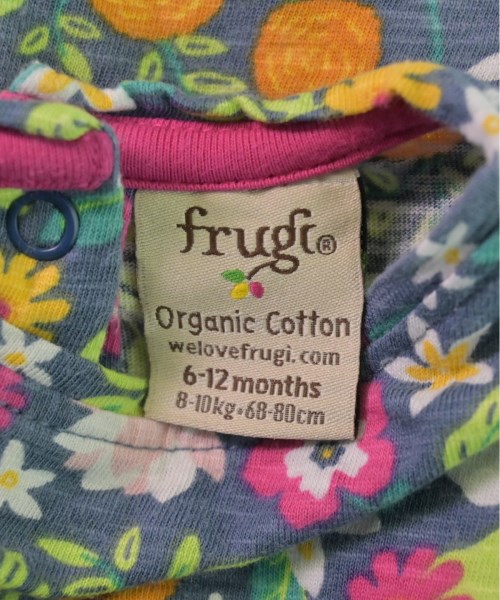 frugi®
Organic Cotton
welovefrugi.com
6-12 months
8-10kg•68-80cm